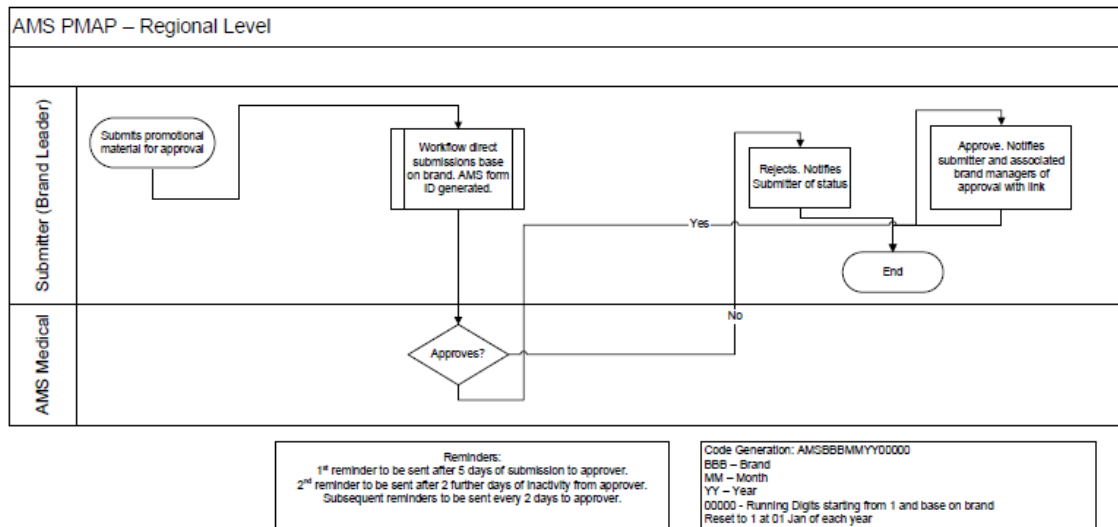 AMS PMAP – Regional Level
Submitter (Brand Leader)
Submits promotional
material for approval
Workflow direct
submissions base
on brand. AMS form
ID generated.
Rejects. Notifies
Submitter of status
Approve. Notifies
submitter and associated
brand managers of
approval with link
Yes
End
No
AMS Medical
Approves?
Reminders:
1st reminder to be sent after 5 days of submission to approver.
2nd reminder to be sent after 2 further days of inactivity from approver.
Subsequent reminders to be sent every 2 days to approver.
Code Generation: AMSBBBMMYY00000
BBB – Brand
MM – Month
YY – Year
00000 - Running Digits starting from 1 and base on brand
Reset to 1 at 01 Jan of each year